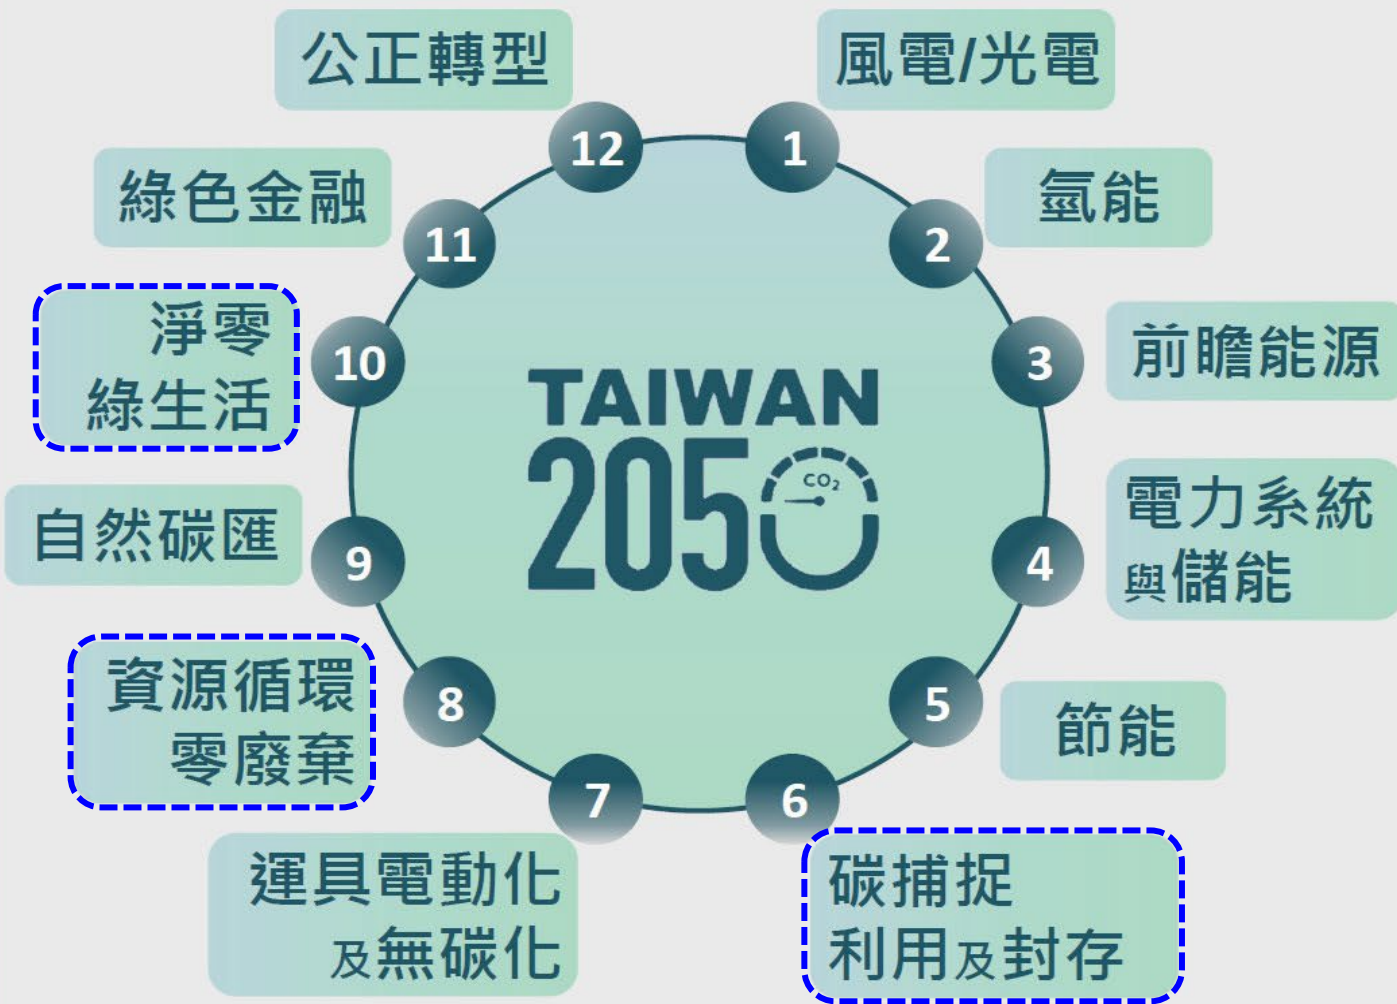 公正轉型
風電/光電
12
1
綠色金融
氫能
11
2
淨零
綠生活
10
3
前瞻能源
TAIWAN
2050
CO₂
自然碳匯
9
4
電力系統
與儲能
資源循環
零廢棄
8
5
節能
7
6
運具電動化
及無碳化
碳捕捉
利用及封存